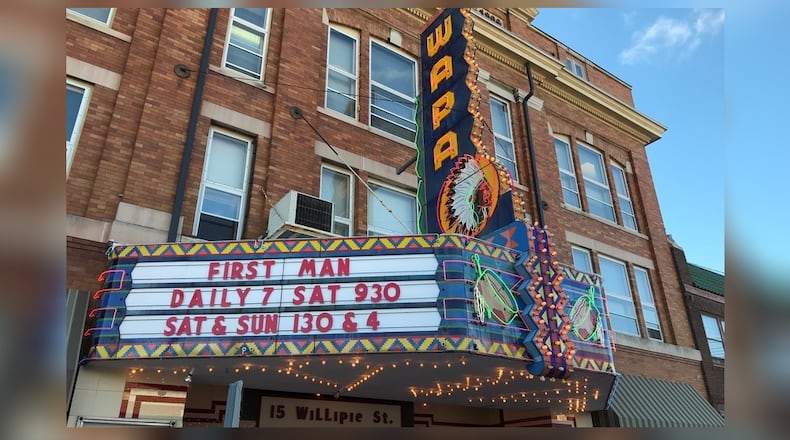 WAPA
FIRST MAN
DAILY 7 SAT 930
SAT & SUN 130 & 4
15 Willipie St.